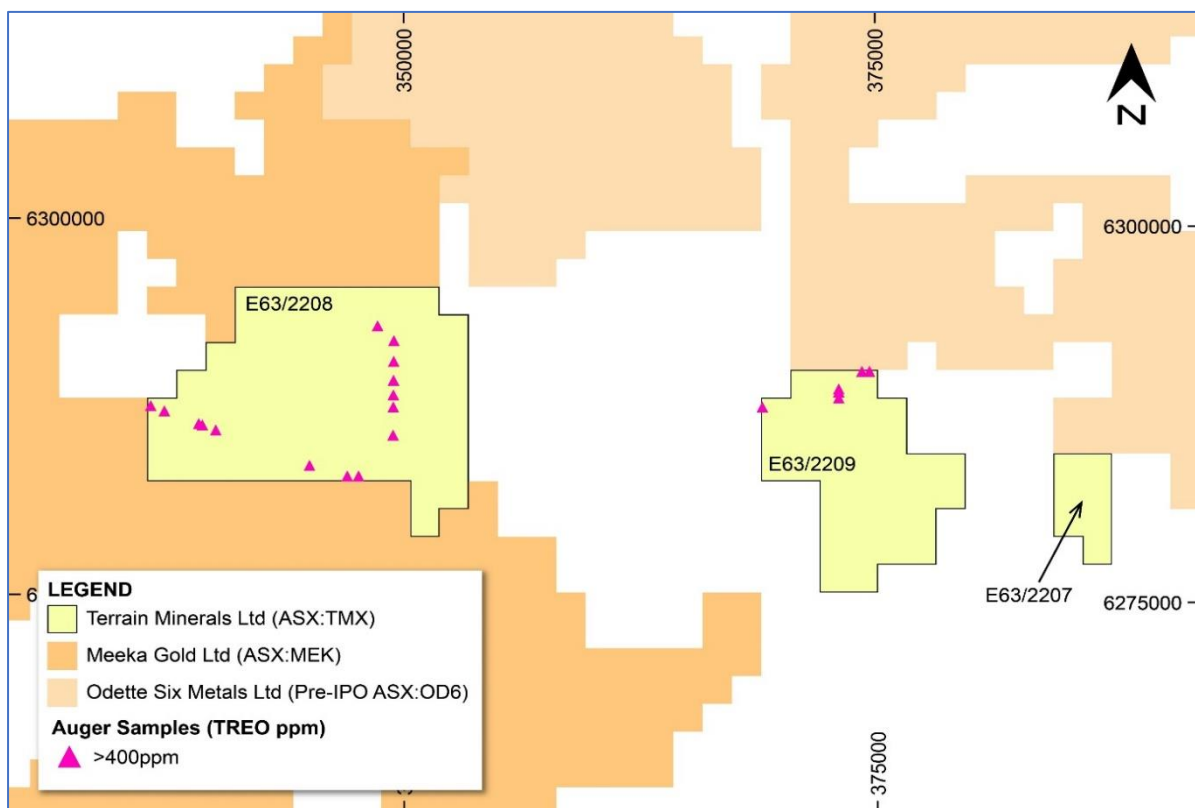 350000
375000
N
6300000
6300000
E63/2208
E63/2209
E63/2207
6275000
LEGEND
Terrain Minerals Ltd (ASX:TMX)
Meeka Gold Ltd (ASX:MEK)
Odette Six Metals Ltd (Pre-IPO ASX:OD6)
Auger Samples (TREO ppm)
>400ppm
375000